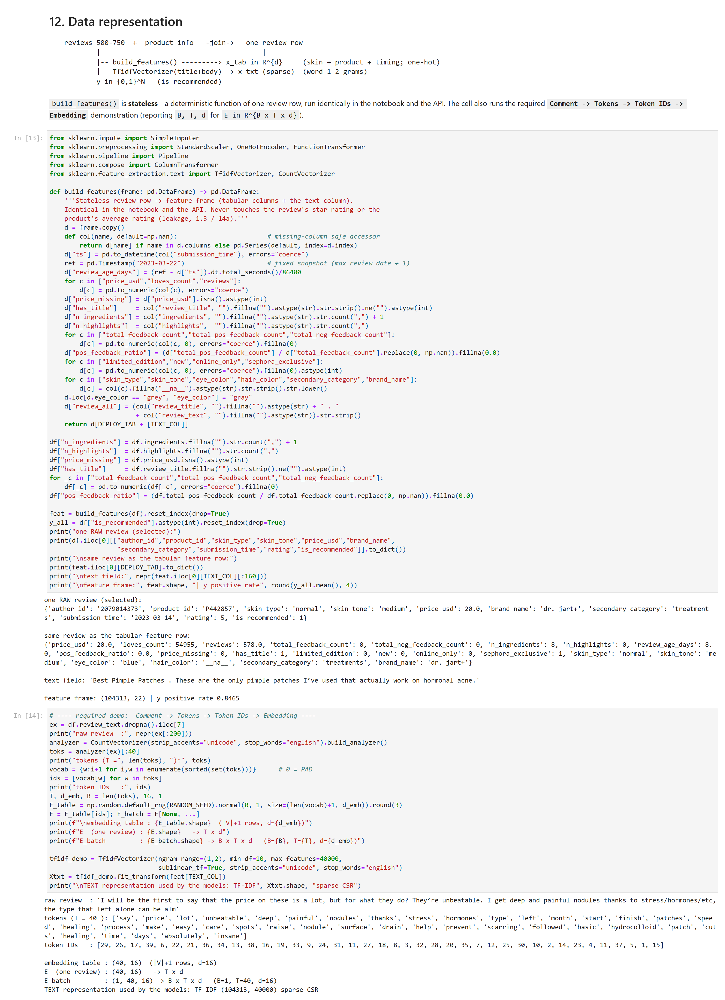 12. Data representation
reviews_500-750  +  product_info   -join->   one review row
        |                                           |
        |-- build_features() ---------> x_tab in R^{d}     (skin + product + timing; one-hot)
        |-- TfidfVectorizer(title+body) -> x_txt (sparse)  (word 1-2 grams)
        y in {0,1}^N   (is_recommended)
build_features() is stateless - a deterministic function of one review row, run identically in the notebook and the API. The cell also runs the required Comment -> Tokens -> Token IDs ->
Embedding demonstration (reporting B, T, d for E in R^{B x T x d} ).
In [13]:
from sklearn.impute import SimpleImputer
from sklearn.preprocessing import StandardScaler, OneHotEncoder, FunctionTransformer
from sklearn.pipeline import Pipeline
from sklearn.compose import ColumnTransformer
from sklearn.feature_extraction.text import TfidfVectorizer, CountVectorizer
def build_features(frame: pd.DataFrame) -> pd.DataFrame:
    '''Stateless review-row -> feature frame (tabular columns + the text column).
    Identical in the notebook and the API. Never touches the review's star rating or the
    product's average rating (leakage, 1.3 / 14a).'''
    d = frame.copy()
    def col(name, default=np.nan):                        # missing-column safe accessor
        return d[name] if name in d.columns else pd.Series(default, index=d.index)
    d["ts"] = pd.to_datetime(col("submission_time"), errors="coerce")
    ref = pd.Timestamp("2023-03-22")                      # fixed snapshot (max review date + 1)
    d["review_age_days"] = (ref - d["ts"]).dt.total_seconds()/86400
    for c in ["price_usd","loves_count","reviews"]:
        d[c] = pd.to_numeric(col(c), errors="coerce")
    d["price_missing"] = d["price_usd"].isna().astype(int)
    d["has_title"]     = col("review_title", "").fillna("").astype(str).str.strip().ne("").astype(int)
    d["n_ingredients"] = col("ingredients", "").fillna("").astype(str).str.count(",") + 1
    d["n_highlights"]  = col("highlights",  "").fillna("").astype(str).str.count(",")
    for c in ["total_feedback_count","total_pos_feedback_count","total_neg_feedback_count"]:
        d[c] = pd.to_numeric(col(c, 0), errors="coerce").fillna(0)
    d["pos_feedback_ratio"] = (d["total_pos_feedback_count"] / d["total_feedback_count"].replace(0, np.nan)).fillna(0.0)
    for c in ["limited_edition","new","online_only","sephora_exclusive"]:
        d[c] = pd.to_numeric(col(c, 0), errors="coerce").fillna(0).astype(int)
    for c in ["skin_type","skin_tone","eye_color","hair_color","secondary_category","brand_name"]:
        d[c] = col(c).fillna("__na__").astype(str).str.strip().str.lower()
    d.loc[d.eye_color == "grey", "eye_color"] = "gray"
    d["review_all"] = (col("review_title", "").fillna("").astype(str) + " . "
                       + col("review_text", "").fillna("").astype(str)).str.strip()
    return d[DEPLOY_TAB + [TEXT_COL]]
df["n_ingredients"] = df.ingredients.fillna("").str.count(",") + 1
df["n_highlights"]  = df.highlights.fillna("").str.count(",")
df["price_missing"] = df.price_usd.isna().astype(int)
df["has_title"]     = df.review_title.fillna("").str.strip().ne("").astype(int)
for _c in ["total_feedback_count","total_pos_feedback_count","total_neg_feedback_count"]:
    df[_c] = pd.to_numeric(df[_c], errors="coerce").fillna(0)
df["pos_feedback_ratio"] = (df.total_pos_feedback_count / df.total_feedback_count.replace(0, np.nan)).fillna(0.0)
feat = build_features(df).reset_index(drop=True)
y_all = df["is_recommended"].astype(int).reset_index(drop=True)
print("one RAW review (selected):")
print(df.iloc[0][["author_id","product_id","skin_type","skin_tone","price_usd","brand_name",
                  "secondary_category","submission_time","rating","is_recommended"]].to_dict())
print("\nsame review as the tabular feature row:")
print(feat.iloc[0][DEPLOY_TAB].to_dict())
print("\ntext field:", repr(feat.iloc[0][TEXT_COL][:160]))
print("\nfeature frame:", feat.shape, "| y positive rate", round(y_all.mean(), 4))
one RAW review (selected):
{'author_id': '2079014373', 'product_id': 'P442857', 'skin_type': 'normal', 'skin_tone': 'medium', 'price_usd': 20.0, 'brand_name': 'dr. jart+', 'secondary_category': 'treatment
s', 'submission_time': '2023-03-14', 'rating': 5, 'is_recommended': 1}
same review as the tabular feature row:
{'price_usd': 20.0, 'loves_count': 54955, 'reviews': 578.0, 'total_feedback_count': 0, 'total_neg_feedback_count': 0, 'n_ingredients': 8, 'n_highlights': 0, 'review_age_days': 8.
0, 'pos_feedback_ratio': 0.0, 'price_missing': 0, 'has_title': 1, 'limited_edition': 0, 'new': 0, 'online_only': 0, 'sephora_exclusive': 1, 'skin_type': 'normal', 'skin_tone': 'me
dium', 'eye_color': 'blue', 'hair_color': '__na__', 'secondary_category': 'treatments', 'brand_name': 'dr. jart+'}
text field: 'Best Pimple Patches . These are the only pimple patches I’ve used that actually work on hormonal acne.'
feature frame: (104313, 22) | y positive rate 0.8465
In [14]:
# ---- required demo:  Comment -> Tokens -> Token IDs -> Embedding ----
ex = df.review_text.dropna().iloc[7]
print("raw review  :", repr(ex[:200]))
analyzer = CountVectorizer(strip_accents="unicode", stop_words="english").build_analyzer()
toks = analyzer(ex)[:40]
print("tokens (T =", len(toks), "):", toks)
vocab = {w:i+1 for i,w in enumerate(sorted(set(toks)))}      # 0 = PAD
ids = [vocab[w] for w in toks]
print("token IDs   :", ids)
T, d_emb, B = len(toks), 16, 1
E_table = np.random.default_rng(RANDOM_SEED).normal(0, 1, size=(len(vocab)+1, d_emb)).round(3)
E = E_table[ids]; E_batch = E[None, ...]
print(f"\nembedding table : {E_table.shape}  (|V|+1 rows, d={d_emb})")
print(f"E  (one review) : {E.shape}   -> T x d")
print(f"E_batch         : {E_batch.shape} -> B x T x d   (B={B}, T={T}, d={d_emb})")
tfidf_demo = TfidfVectorizer(ngram_range=(1,2), min_df=10, max_features=40000,
                             sublinear_tf=True, strip_accents="unicode", stop_words="english")
Xtxt = tfidf_demo.fit_transform(feat[TEXT_COL])
print("\nTEXT representation used by the models: TF-IDF", Xtxt.shape, "sparse CSR")
raw review  : 'I will be the first to say that the price on these is a lot, but for what they do? They’re unbeatable. I get deep and painful nodules thanks to stress/hormones/etc,
the type that left alone can be alm'
tokens (T = 40 ): ['say', 'price', 'lot', 'unbeatable', 'deep', 'painful', 'nodules', 'thanks', 'stress', 'hormones', 'type', 'left', 'month', 'start', 'finish', 'patches', 'spee
d', 'healing', 'process', 'make', 'easy', 'care', 'spots', 'raise', 'nodule', 'surface', 'drain', 'help', 'prevent', 'scarring', 'followed', 'basic', 'hydrocolloid', 'patch', 'cut
s', 'healing', 'time', 'days', 'absolutely', 'insane']
token IDs   : [29, 26, 17, 39, 6, 22, 21, 36, 34, 13, 38, 16, 19, 33, 9, 24, 31, 11, 27, 18, 8, 3, 32, 28, 20, 35, 7, 12, 25, 30, 10, 2, 14, 23, 4, 11, 37, 5, 1, 15]
embedding table : (40, 16)  (|V|+1 rows, d=16)
E  (one review) : (40, 16)   -> T x d
E_batch         : (1, 40, 16) -> B x T x d   (B=1, T=40, d=16)
TEXT representation used by the models: TF-IDF (104313, 40000) sparse CSR